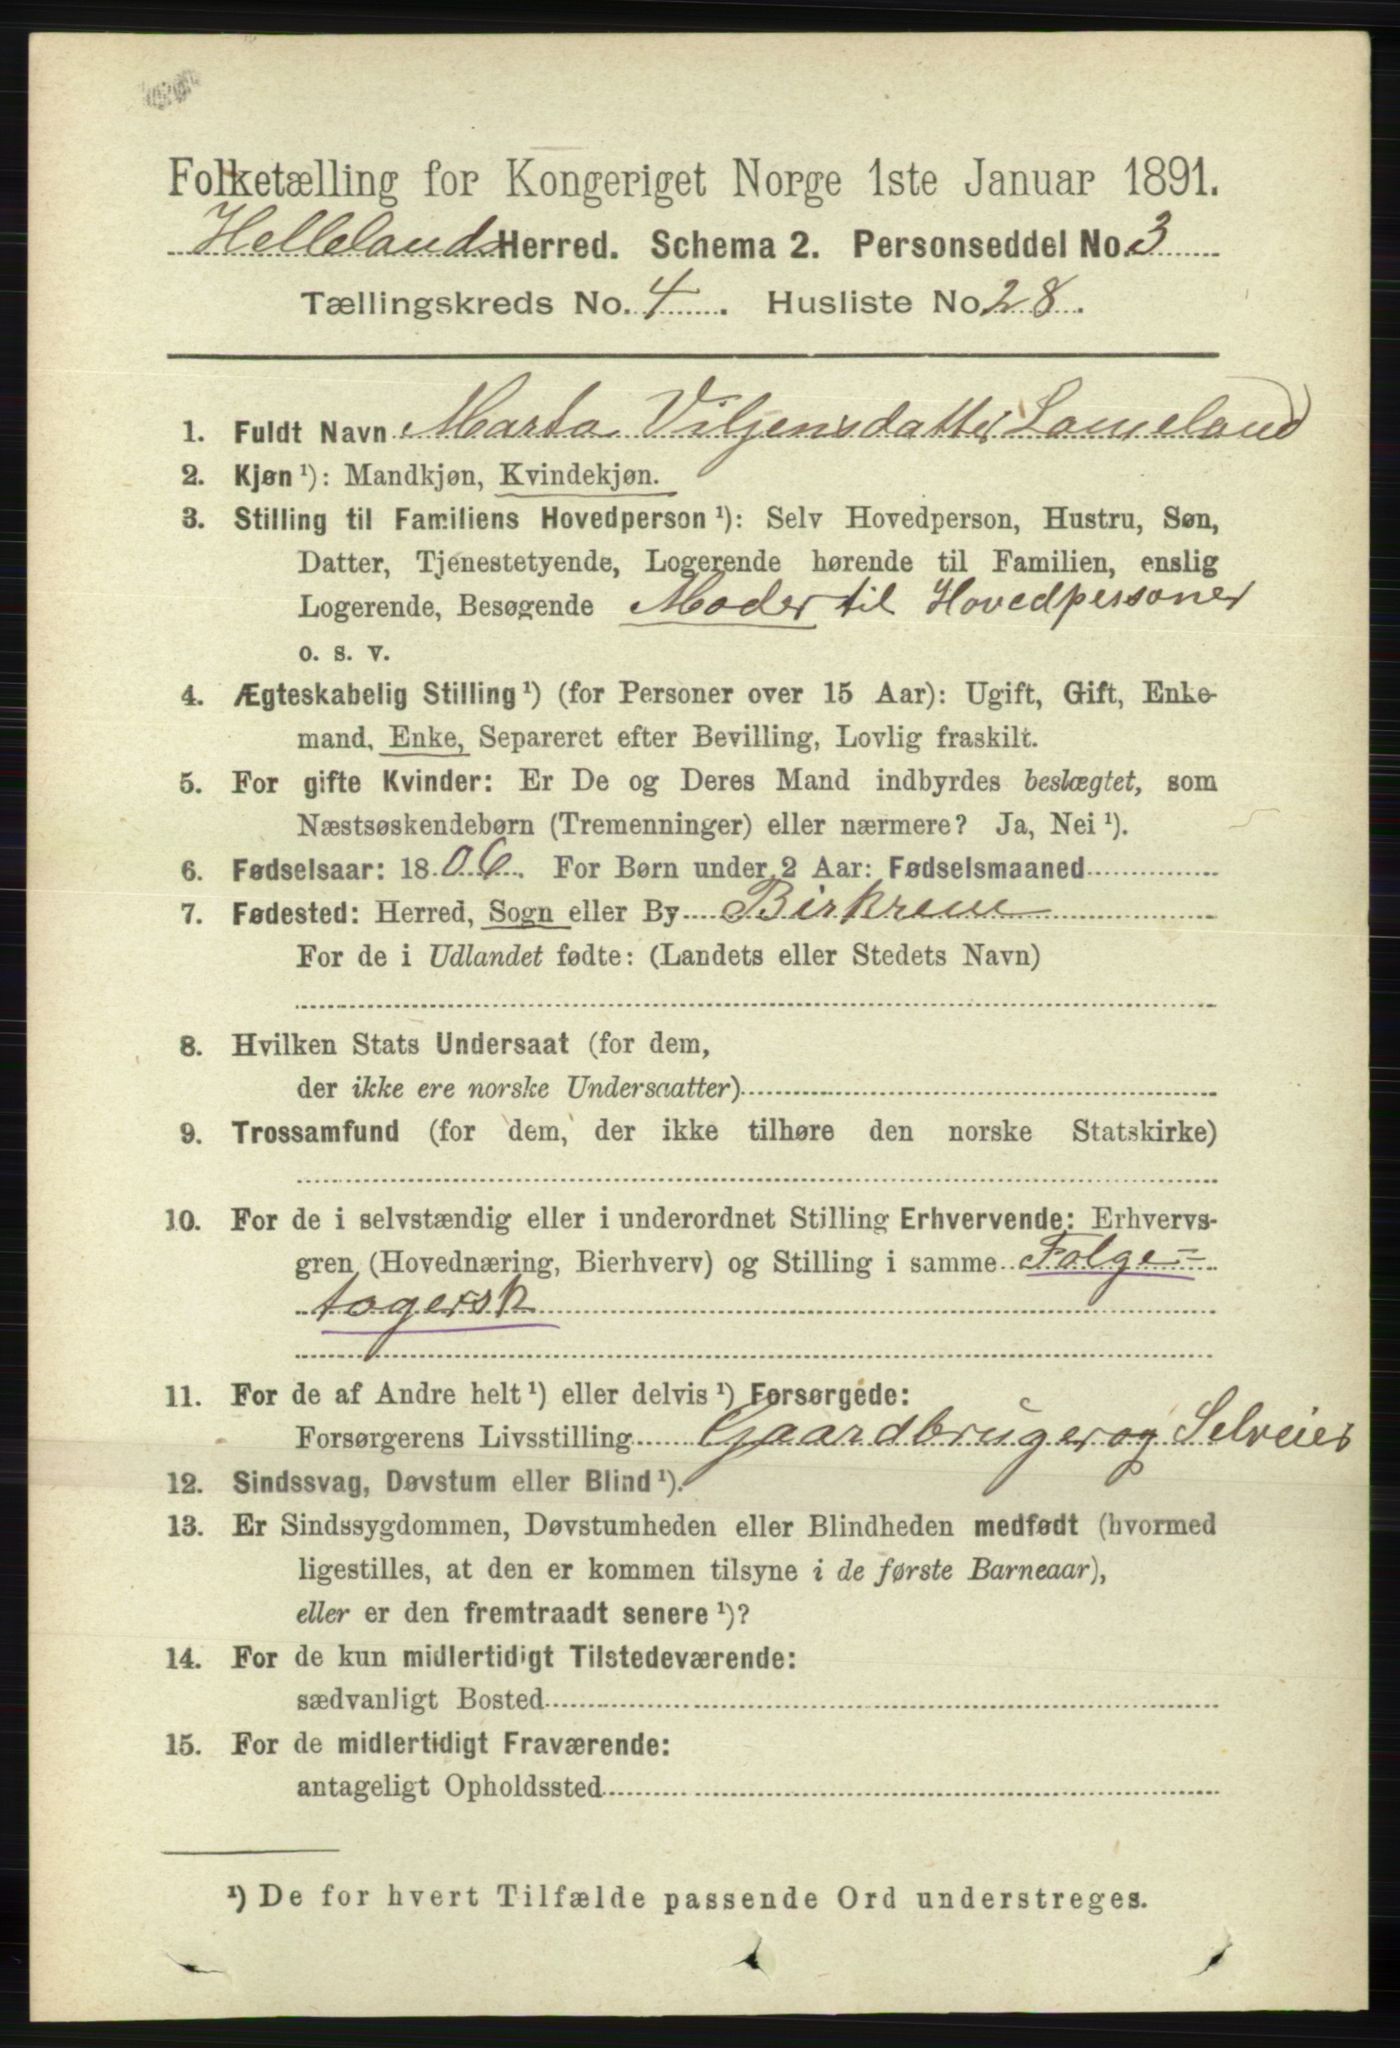 Folketælling for Kongeriget Norge 1ste Januar 1891.
Hellelands Herred. Schema 2. Personseddel No. 3
Tællingskreds No. 4. Husliste No. 28.
1. Fuldt Navn Marta Viljensdatter Lomeland
2. Kjøn ¹): Mandkjøn, Kvindekjøn.
3. Stilling til Familiens Hovedperson ¹): Selv Hovedperson, Hustru, Søn,
Datter, Tjenestetyende, Logerende hørende til Familien, enslig
Logerende, Besøgende Moder til Hovedpersoner
o. s. v.
4. Ægteskabelig Stilling ¹) (for Personer over 15 Aar): Ugift, Gift, Enke-
mand, Enke, Separeret efter Bevilling, Lovlig fraskilt.
5. For gifte Kvinder: Er De og Deres Mand indbyrdes beslægtet, som
Næstsøskendebørn (Tremenninger) eller nærmere? Ja, Nei ¹).
6. Fødselsaar: 1806. For Børn under 2 Aar: Fødselsmaaned
7. Fødested: Herred, Sogn eller By Birkrem
For de i Udlandet fødte: (Landets eller Stedets Navn)
8. Hvilken Stats Undersaat (for dem,
der ikke ere norske Undersaatter)
9. Trossamfund (for dem, der ikke tilhøre den norske Statskirke)
10. For de i selvstændig eller i underordnet Stilling Erhvervende: Erhvervs-
gren (Hovednæring, Bierhverv) og Stilling i samme Folge-
togersk
11. For de af Andre helt ¹) eller delvis ¹) Forsørgede:
Forsørgerens Livsstilling Gaardbruger og Selveier
12. Sindssvag, Døvstum eller Blind ¹).
13. Er Sindssygdommen, Døvstumheden eller Blindheden medfødt (hvormed
ligestilles, at den er kommen tilsyne i de første Barneaar),
eller er den fremtraadt senere ¹)?
14. For de kun midlertidigt Tilstedeværende:
sædvanligt Bosted
15. For de midlertidigt Fraværende:
antageligt Opholdssted
¹) De for hvert Tilfælde passende Ord understreges.